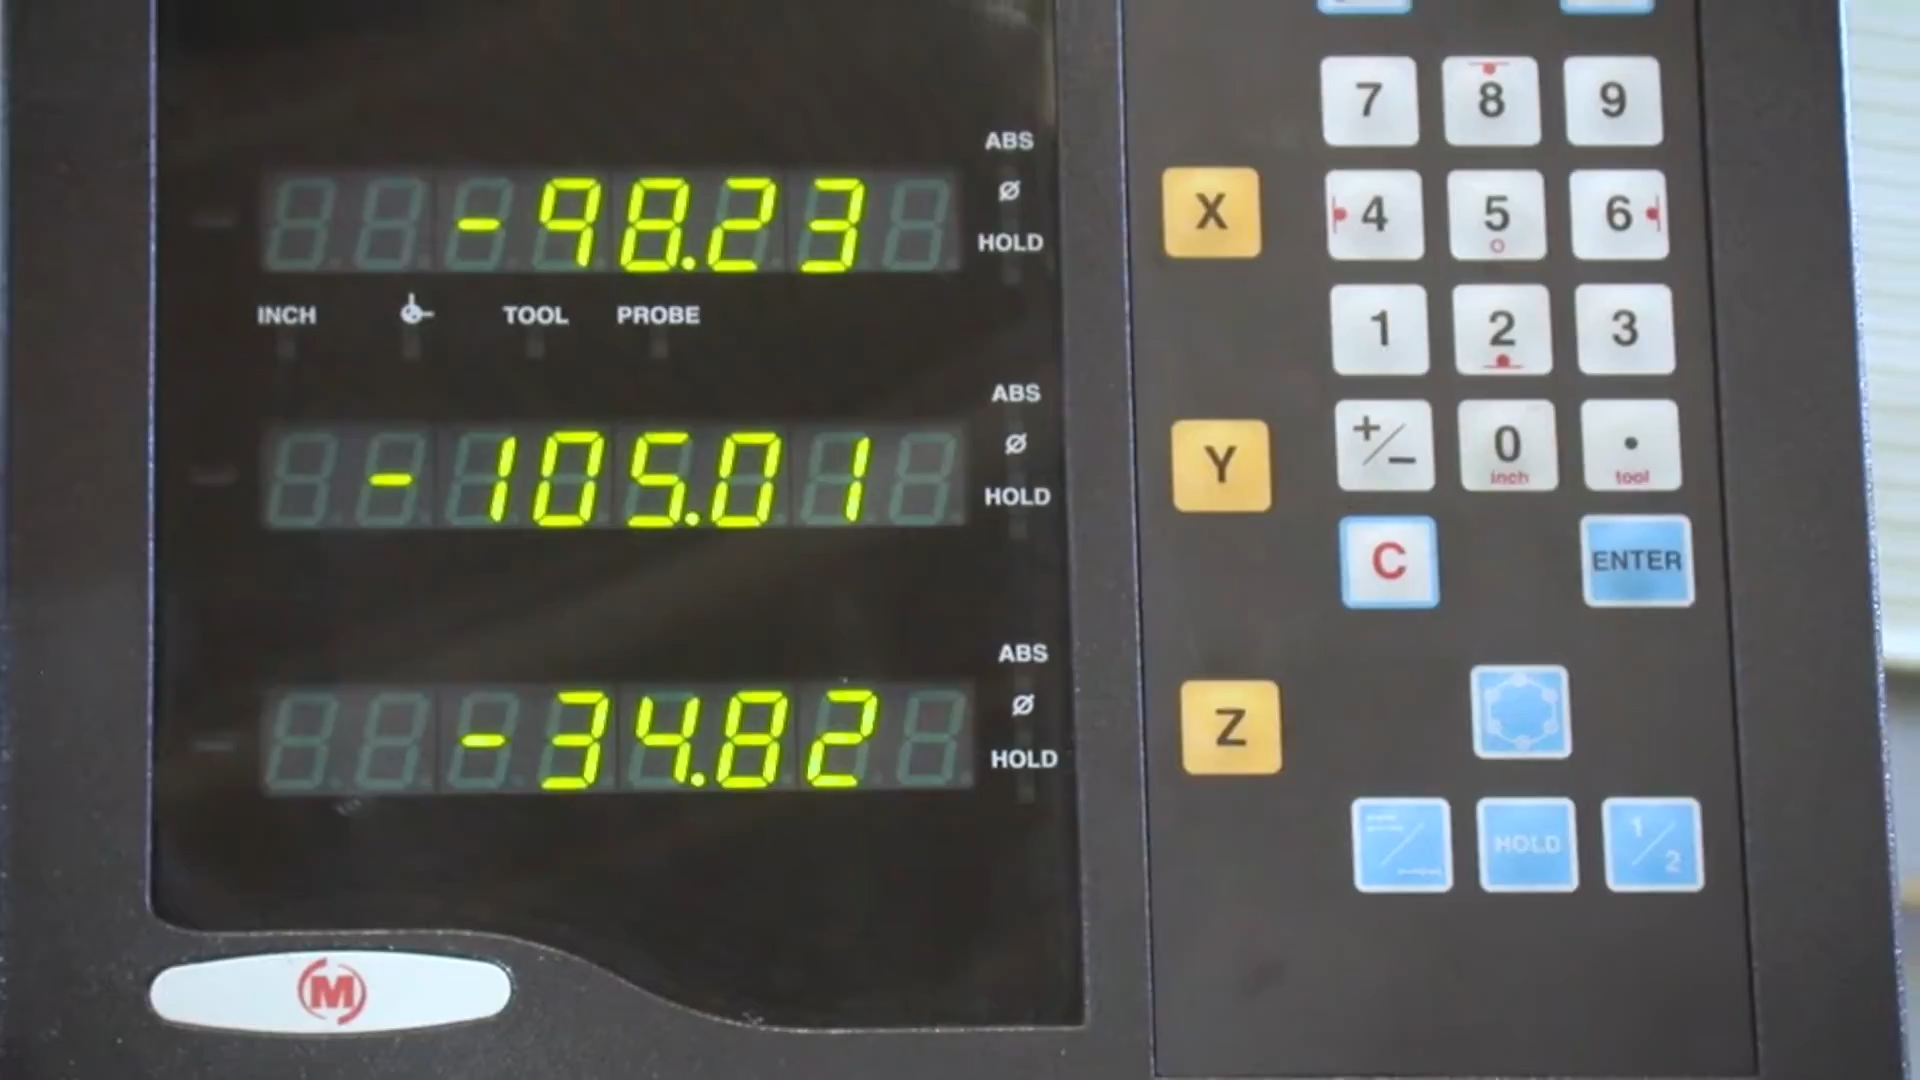 ABS
-98.23
Ø
HOLD
INCH TOOL PROBE
ABS
-105.01
Ø
HOLD
ABS
-34.82
Ø
HOLD
M
7 8 9
X 4 5 6
1 2 3
Y +/- 0 .
inch tool
C ENTER
Z
HOLD 1/2